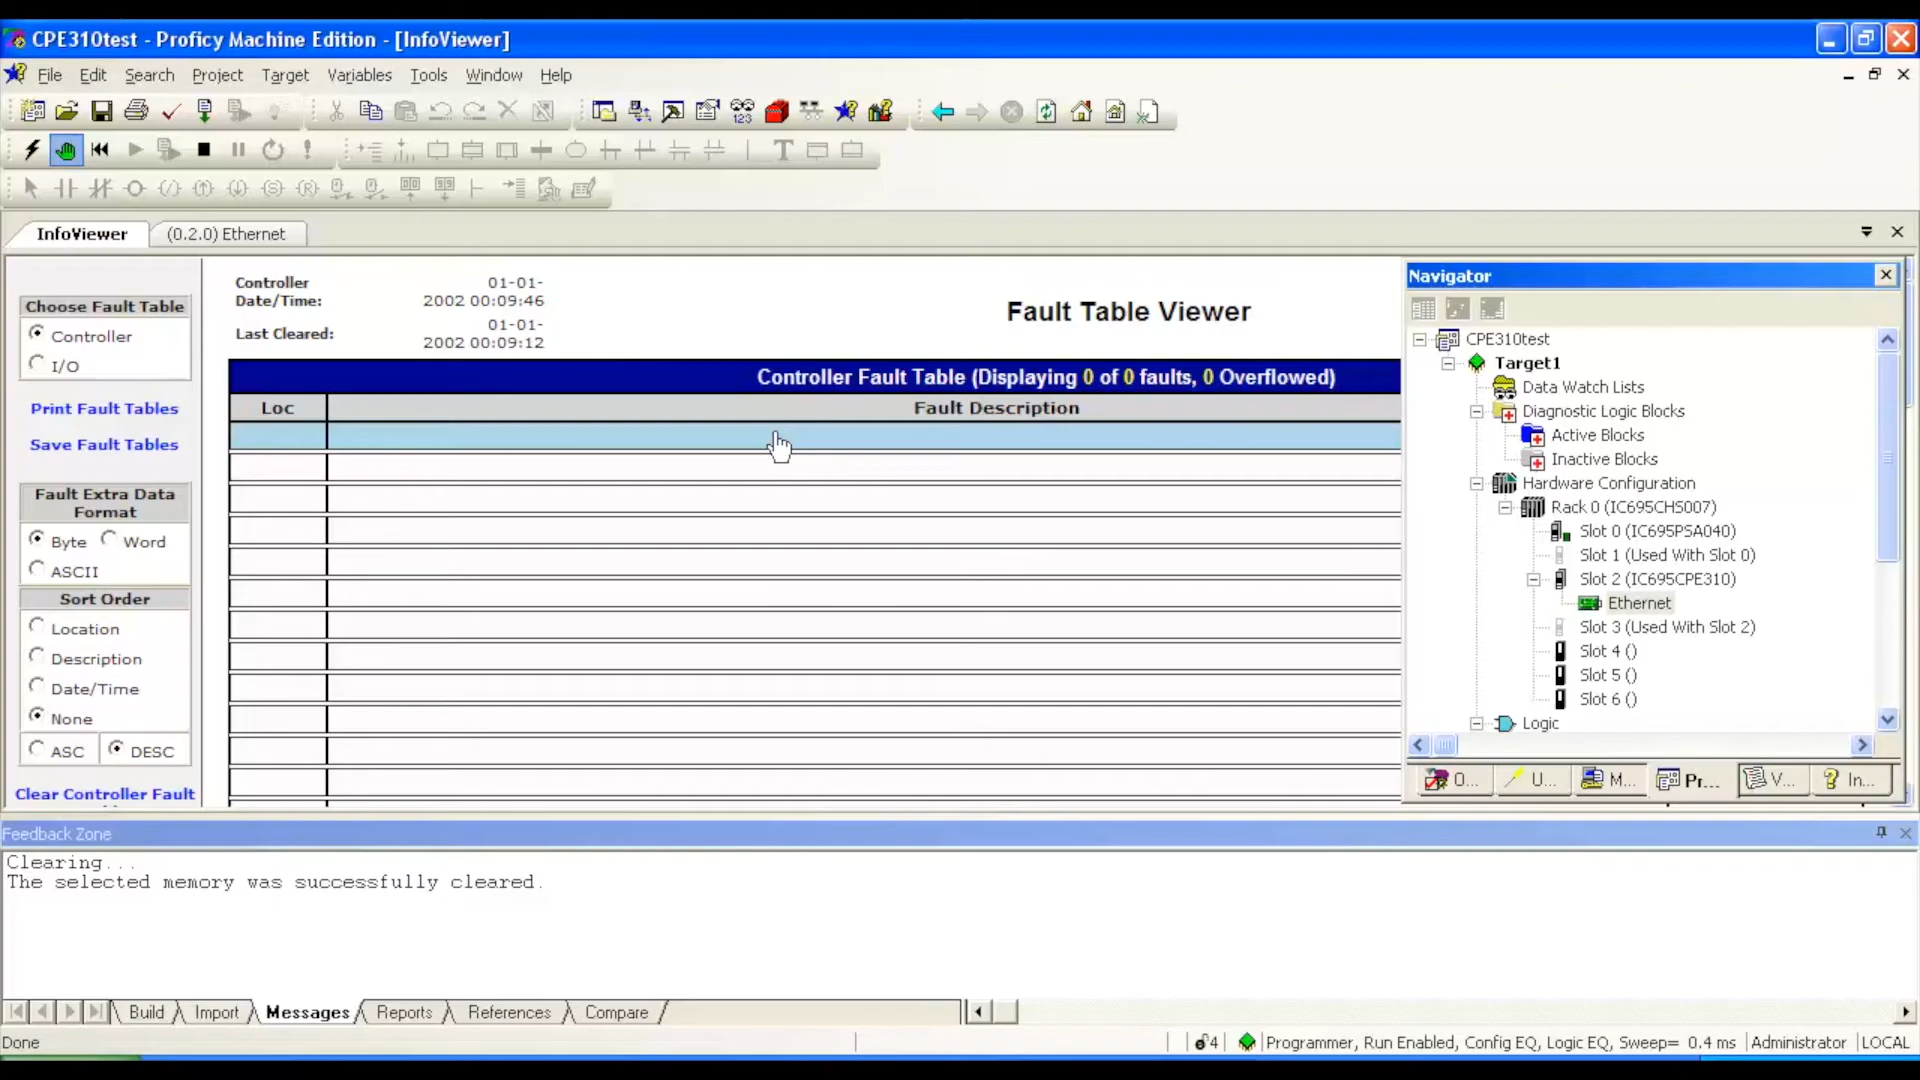 CPE310test - Proficy Machine Edition - [InfoViewer]
File Edit Search Project Target Variables Tools Window Help
InfoViewer
(0.2.0) Ethernet
Choose Fault Table
Controller
I/O
Print Fault Tables
Save Fault Tables
Fault Extra Data
Format
Byte Word
ASCII
Sort Order
Location
Description
Date/Time
None
ASC DESC
Clear Controller Fault
Controller
Date/Time:
01-01-
2002 00:09:46
Last Cleared:
01-01-
2002 00:09:12
Fault Table Viewer
Controller Fault Table (Displaying 0 of 0 faults, 0 Overflowed)
Loc Fault Description
Navigator
CPE310test
Target1
Data Watch Lists
Diagnostic Logic Blocks
Active Blocks
Inactive Blocks
Hardware Configuration
Rack 0 (IC695CHS007)
Slot 0 (IC695PSA040)
Slot 1 (Used With Slot 0)
Slot 2 (IC695CPE310)
Ethernet
Slot 3 (Used With Slot 2)
Slot 4 ()
Slot 5 ()
Slot 6 ()
Logic
O... U... M... Pr... V... In...
Feedback Zone
Clearing...
The selected memory was successfully cleared.
Build Import Messages Reports References Compare
Done
4 Programmer, Run Enabled, Config EQ, Logic EQ, Sweep= 0.4 ms Administrator LOCAL